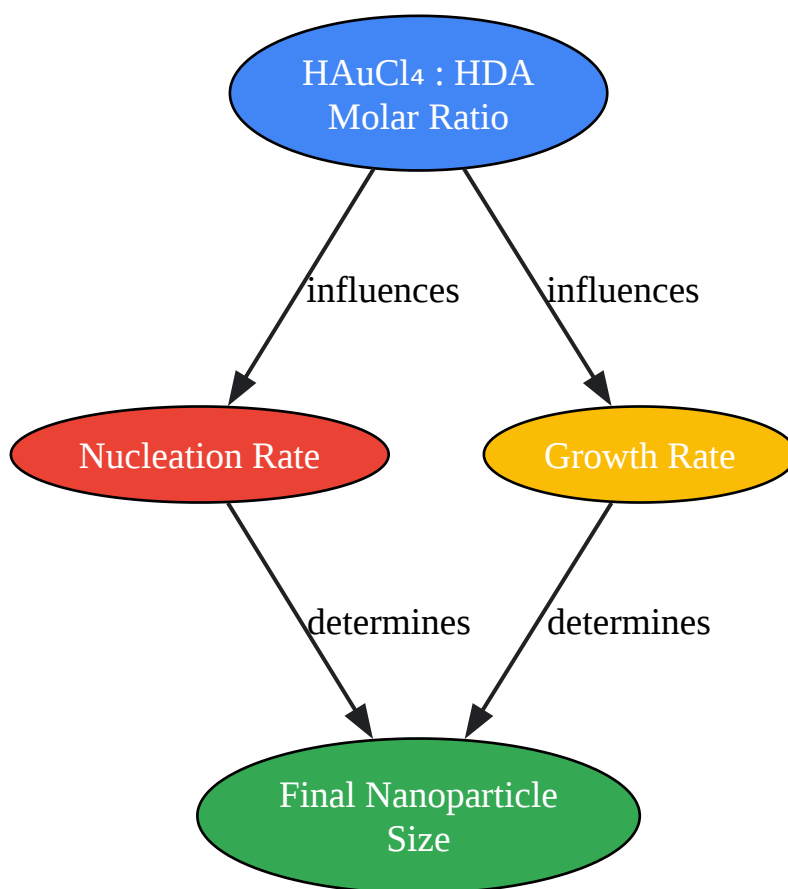 HAuCl₄ : HDA
Molar Ratio
influences
influences
Nucleation Rate
Growth Rate
determines
determines
Final Nanoparticle
Size